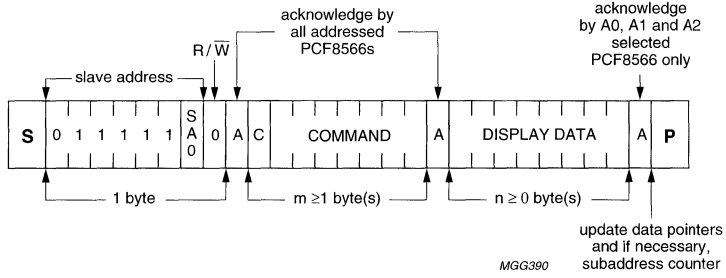 acknowledge by
all addressed
PCF8566s
acknowledge
by A0, A1 and A2
selected
PCF8566 only
R / W̅
slave address
S 0 1 1 1 1 1 SA0 0 A C COMMAND A DISPLAY DATA A P
1 byte
m ≥1 byte(s)
n ≥ 0 byte(s)
update data pointers
and if necessary,
subaddress counter
MGG390